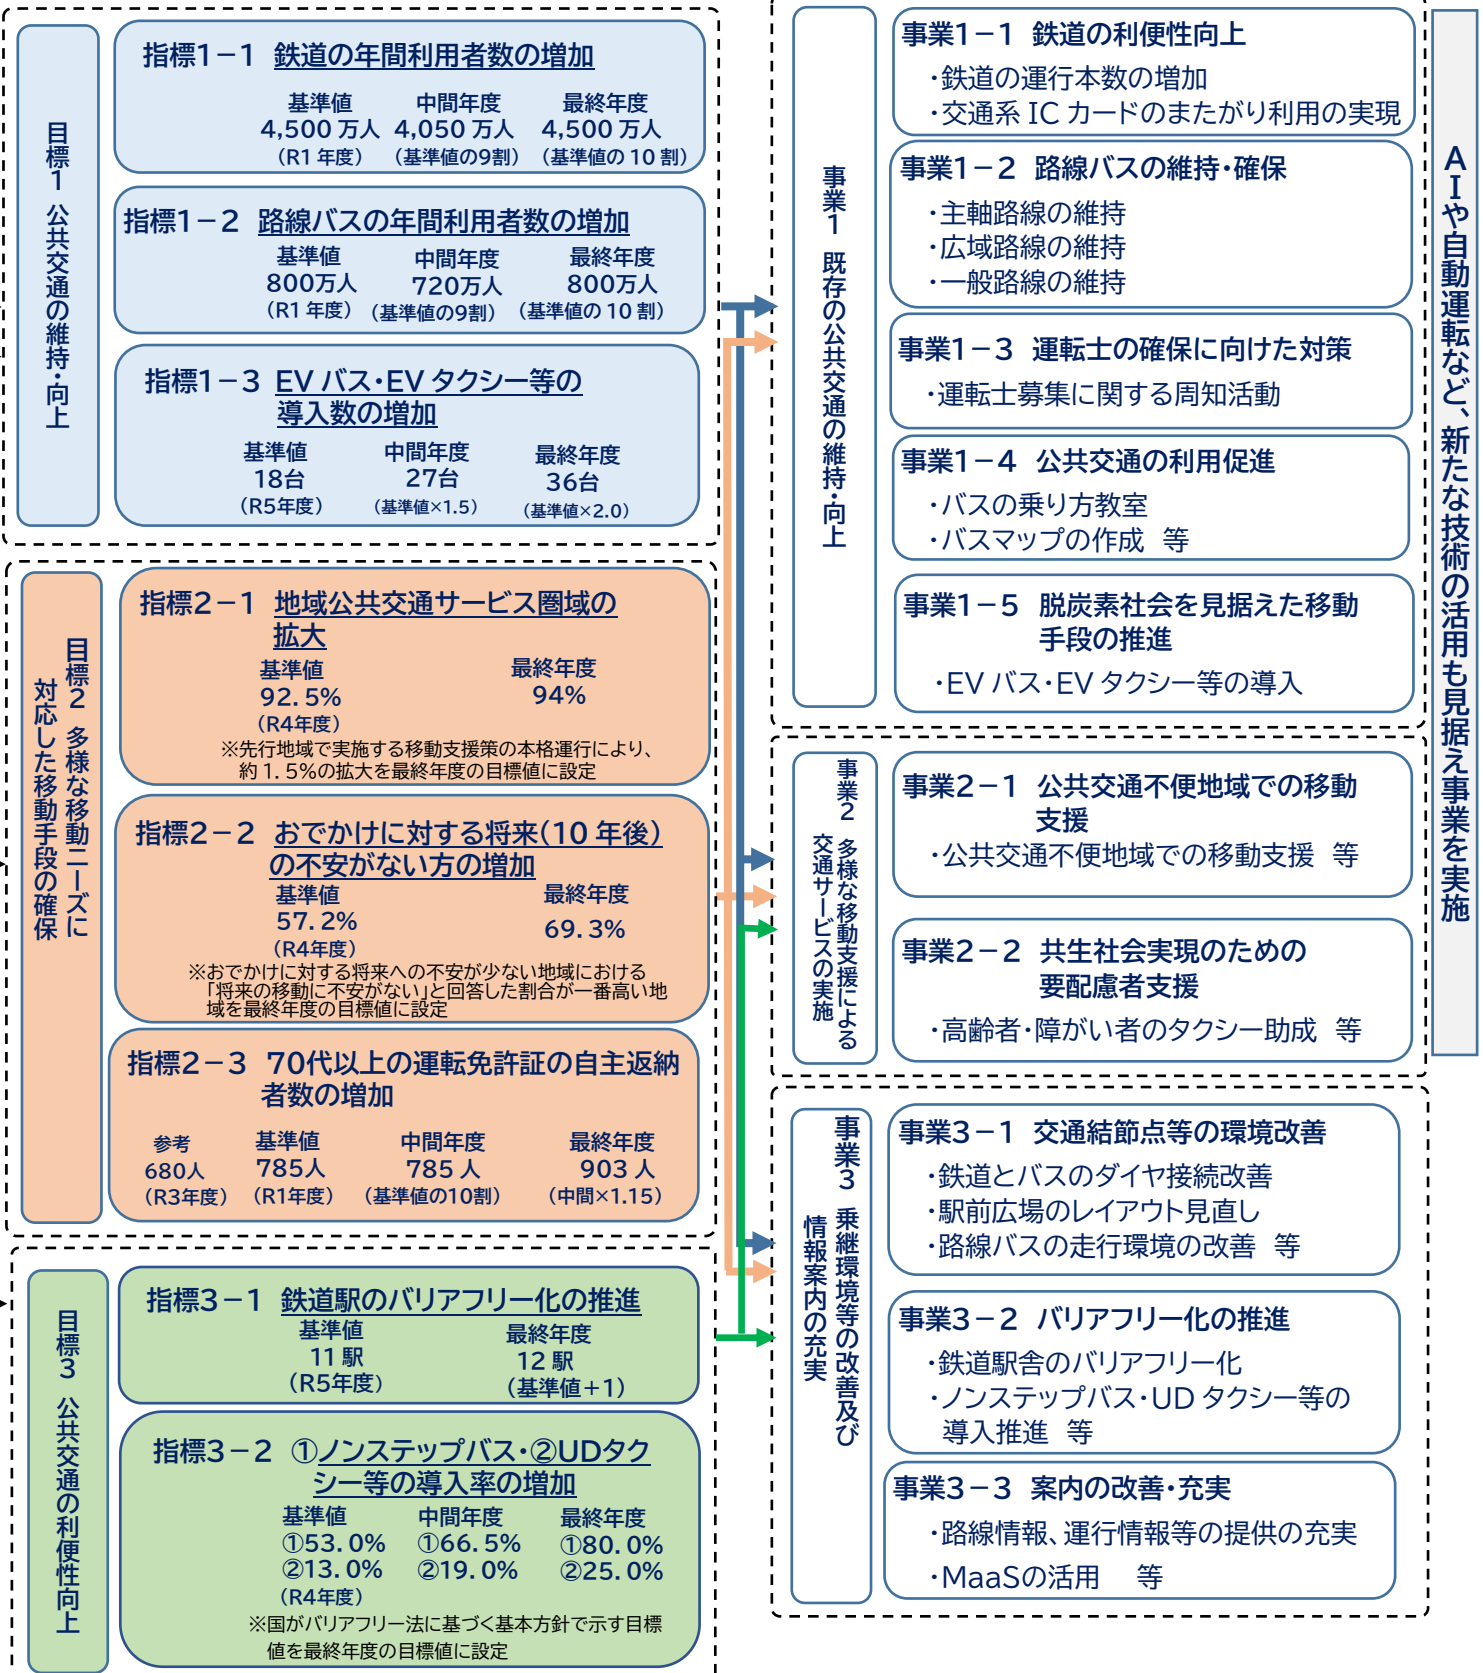 目標1 公共交通の維持・向上
指標1-1 鉄道の年間利用者数の増加
基準値 中間年度 最終年度
4,500万人 4,050万人 4,500万人
(R1年度) (基準値の9割) (基準値の10割)
指標1-2 路線バスの年間利用者数の増加
基準値 中間年度 最終年度
800万人 720万人 800万人
(R1年度) (基準値の9割) (基準値の10割)
指標1-3 EVバス・EVタクシー等の
導入数の増加
基準値 中間年度 最終年度
18台 27台 36台
(R5年度) (基準値×1.5) (基準値×2.0)
目標2 多様な移動ニーズに
対応した移動手段の確保
指標2-1 地域公共交通サービス圏域の
拡大
基準値 最終年度
92.5% 94%
(R4年度)
※先行地域で実施する移動支援策の本格運行により、
約1.5%の拡大を最終年度の目標値に設定
指標2-2 おでかけに対する将来(10年後)
の不安がない方の増加
基準値 最終年度
57.2% 69.3%
(R4年度)
※おでかけに対する将来への不安が少ない地域における
「将来の移動に不安がない」と回答した割合が一番高い地
域を最終年度の目標値に設定
指標2-3 70代以上の運転免許証の自主返納
者数の増加
参考 基準値 中間年度 最終年度
680人 785人 785人 903人
(R3年度) (R1年度) (基準値の10割) (中間×1.15)
目標3 公共交通の利便性向上
指標3-1 鉄道駅のバリアフリー化の推進
基準値 最終年度
11駅 12駅
(R5年度) (基準値+1)
指標3-2 ①ノンステップバス・②UDタク
シー等の導入率の増加
基準値 中間年度 最終年度
①53.0% ①66.5% ①80.0%
②13.0% ②19.0% ②25.0%
(R4年度)
※国がバリアフリー法に基づく基本方針で示す目標
値を最終年度の目標値に設定
事業1 既存の公共交通の維持・向上
事業1-1 鉄道の利便性向上
・鉄道の運行本数の増加
・交通系ICカードのまたがり利用の実現
事業1-2 路線バスの維持・確保
・主軸路線の維持
・広域路線の維持
・一般路線の維持
事業1-3 運転士の確保に向けた対策
・運転士募集に関する周知活動
事業1-4 公共交通の利用促進
・バスの乗り方教室
・バスマップの作成 等
事業1-5 脱炭素社会を見据えた移動
手段の推進
・EVバス・EVタクシー等の導入
事業2 多様な移動支援による
交通サービスの実施
事業2-1 公共交通不便地域での移動
支援
・公共交通不便地域での移動支援 等
事業2-2 共生社会実現のための
要配慮者支援
・高齢者・障がい者のタクシー助成 等
事業3 乗継環境等の改善及び
情報案内の充実
事業3-1 交通結節点等の環境改善
・鉄道とバスのダイヤ接続改善
・駅前広場のレイアウト見直し
・路線バスの走行環境の改善 等
事業3-2 バリアフリー化の推進
・鉄道駅舎のバリアフリー化
・ノンステップバス・UDタクシー等の
導入推進 等
事業3-3 案内の改善・充実
・路線情報、運行情報等の提供の充実
・MaaSの活用 等
AIや自動運転など、新たな技術の活用も見据え事業を実施